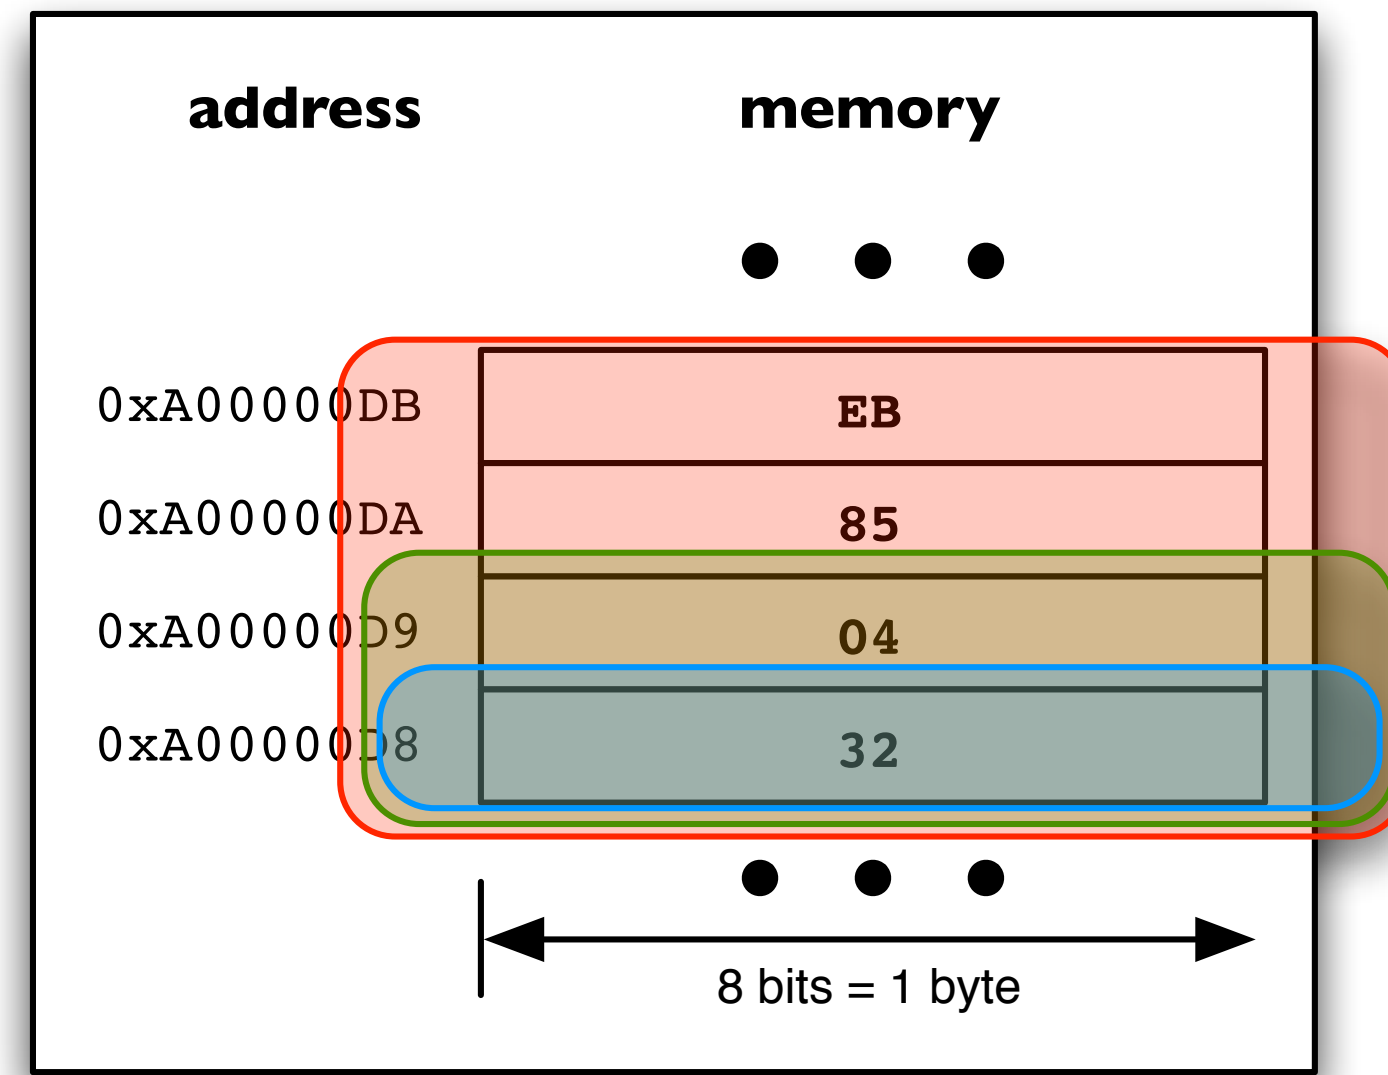 address memory
0xA00000DB EB
0xA00000DA 85
0xA00000D9 04
0xA00000D8 32
8 bits = 1 byte